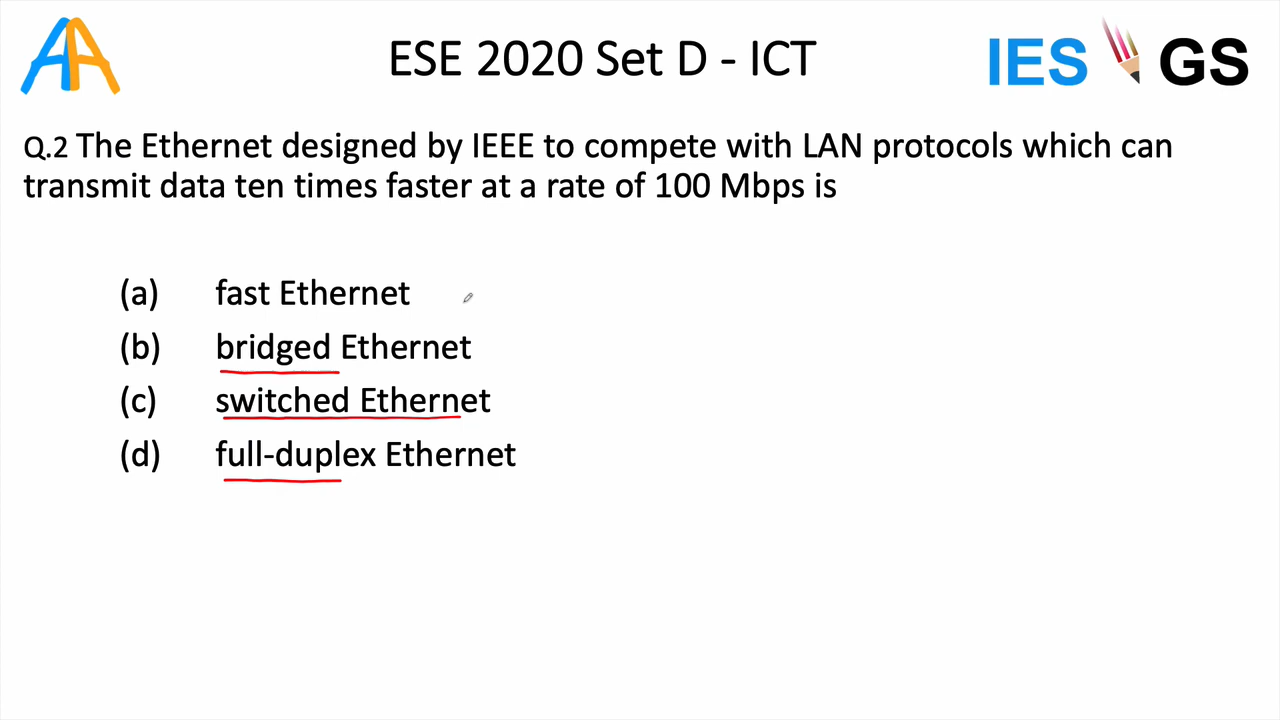 ESE 2020 Set D - ICT
IES GS
Q.2 The Ethernet designed by IEEE to compete with LAN protocols which can
transmit data ten times faster at a rate of 100 Mbps is
(a) fast Ethernet
(b) bridged Ethernet
(c) switched Ethernet
(d) full-duplex Ethernet